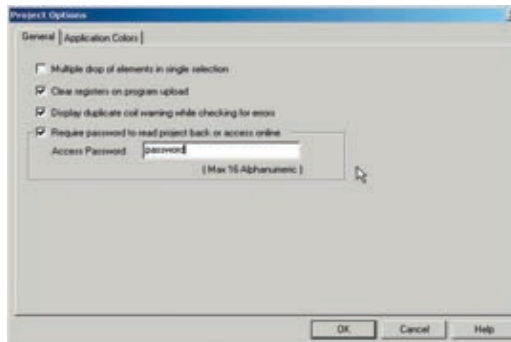 Project Options
General
Application Colors
Multiple drop of elements in single selection
Clear registers on program upload
Display duplicate coil warning while checking for errors
Require password to read project back or access online
Access Password
password
( Max 16 Alphanumeric )
OK
Cancel
Help